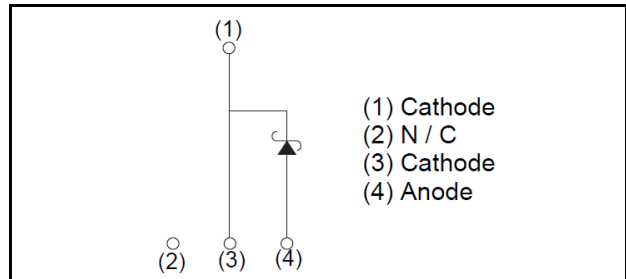 (1)
(1) Cathode
(2) N / C
(3) Cathode
(4) Anode
(2) (3) (4)